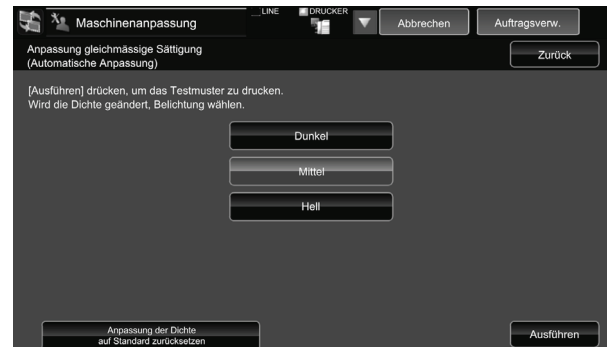 Maschinenanpassung
LINE
DRUCKER
Abbrechen
Auftragsverw.
Anpassung gleichmässige Sättigung
(Automatische Anpassung)
Zurück
[Ausführen] drücken, um das Testmuster zu drucken.
Wird die Dichte geändert, Belichtung wählen.
Dunkel
Mittel
Hell
Anpassung der Dichte
auf Standard zurücksetzen
Ausführen